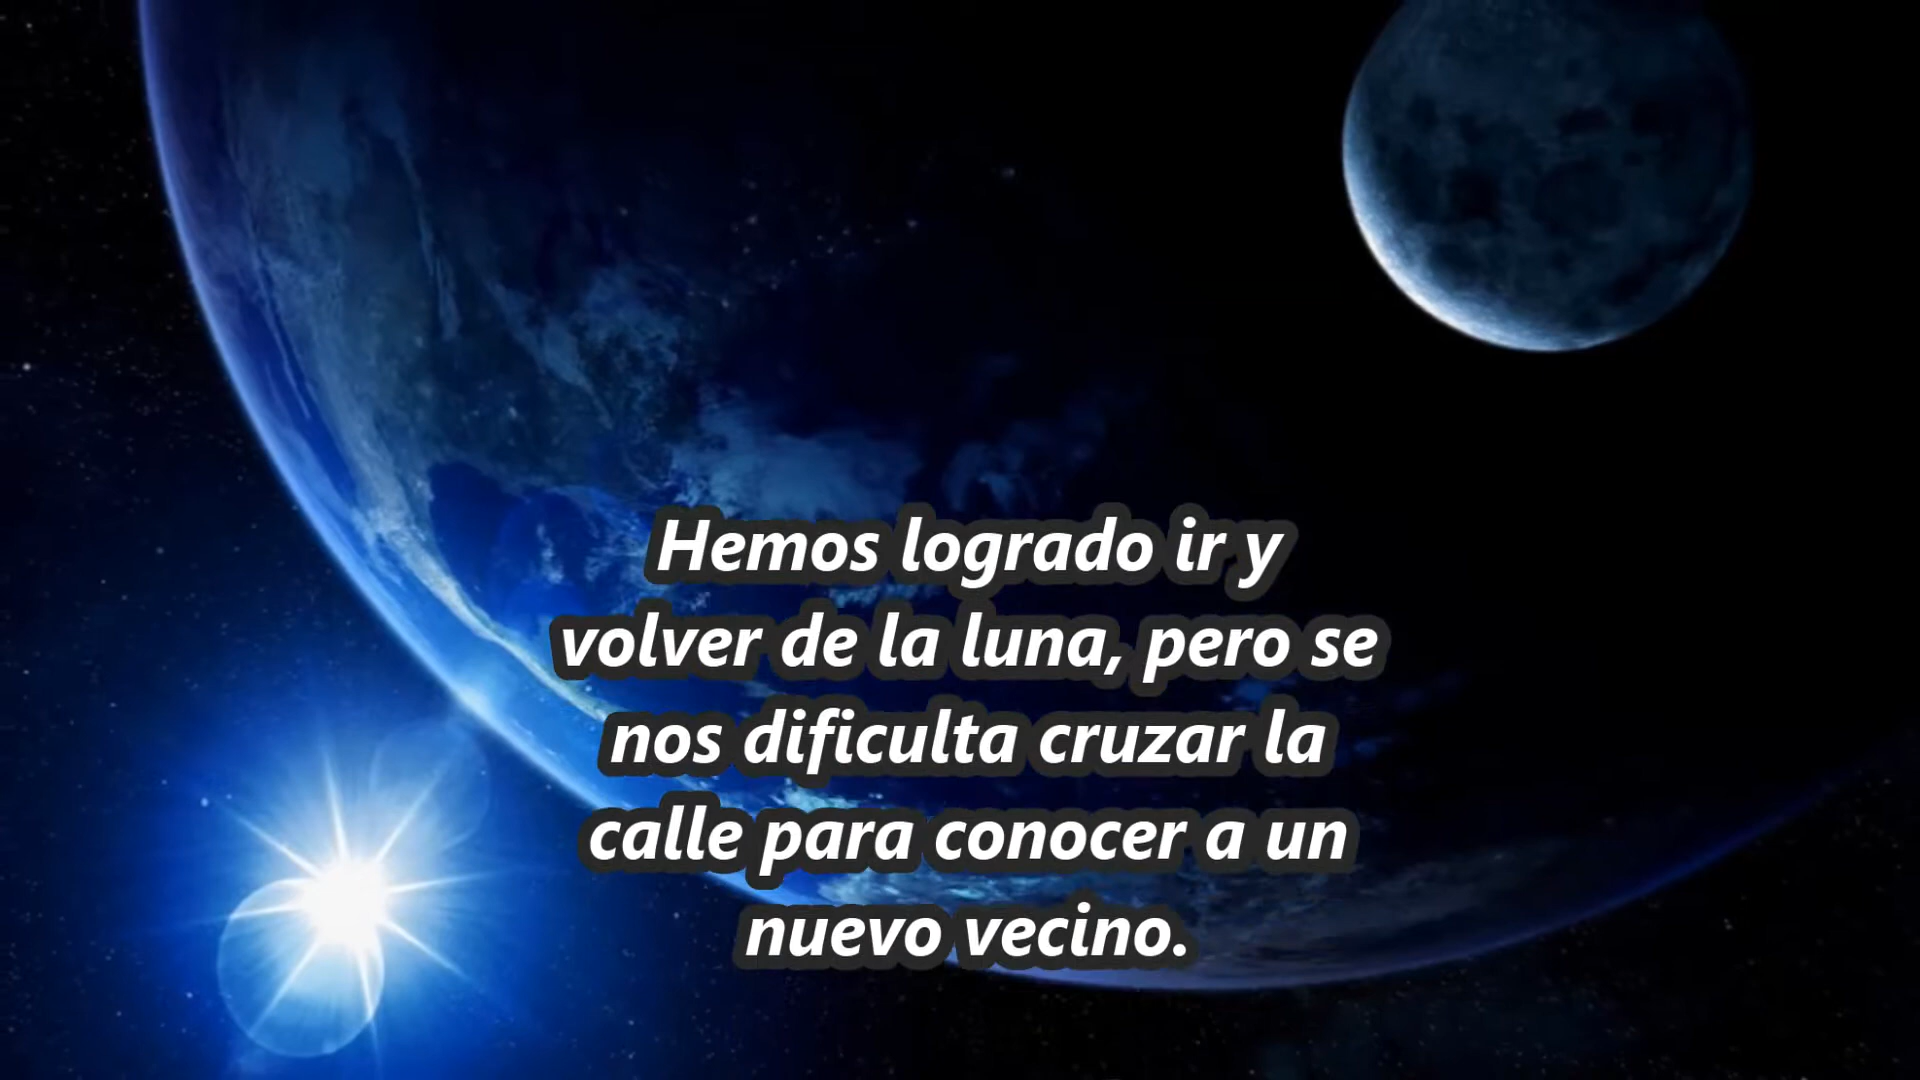 Hemos logrado ir y
volver de la luna, pero se
nos dificulta cruzar la
calle para conocer a un
nuevo vecino.